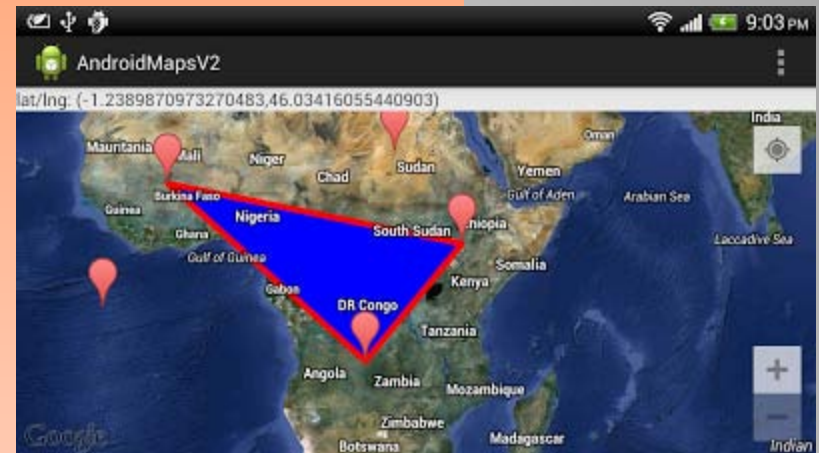 9:03 PM
AndroidMapsV2
lat/lng: (-1.2389870973270483,46.03416055440903)
India
Oman
Mauritania
Mali
Niger
Chad
Sudan
Yemen
Gulf of Aden
Arabian Sea
Burkina Faso
Guinea
Nigeria
Ghana
South Sudan
Ethiopia
Laccadive Sea
Gulf of Guinea
Somalia
Gabon
Kenya
DR Congo
Tanzania
Angola
Zambia
Mozambique
Zimbabwe
Botswana
Madagascar
Google
Indian